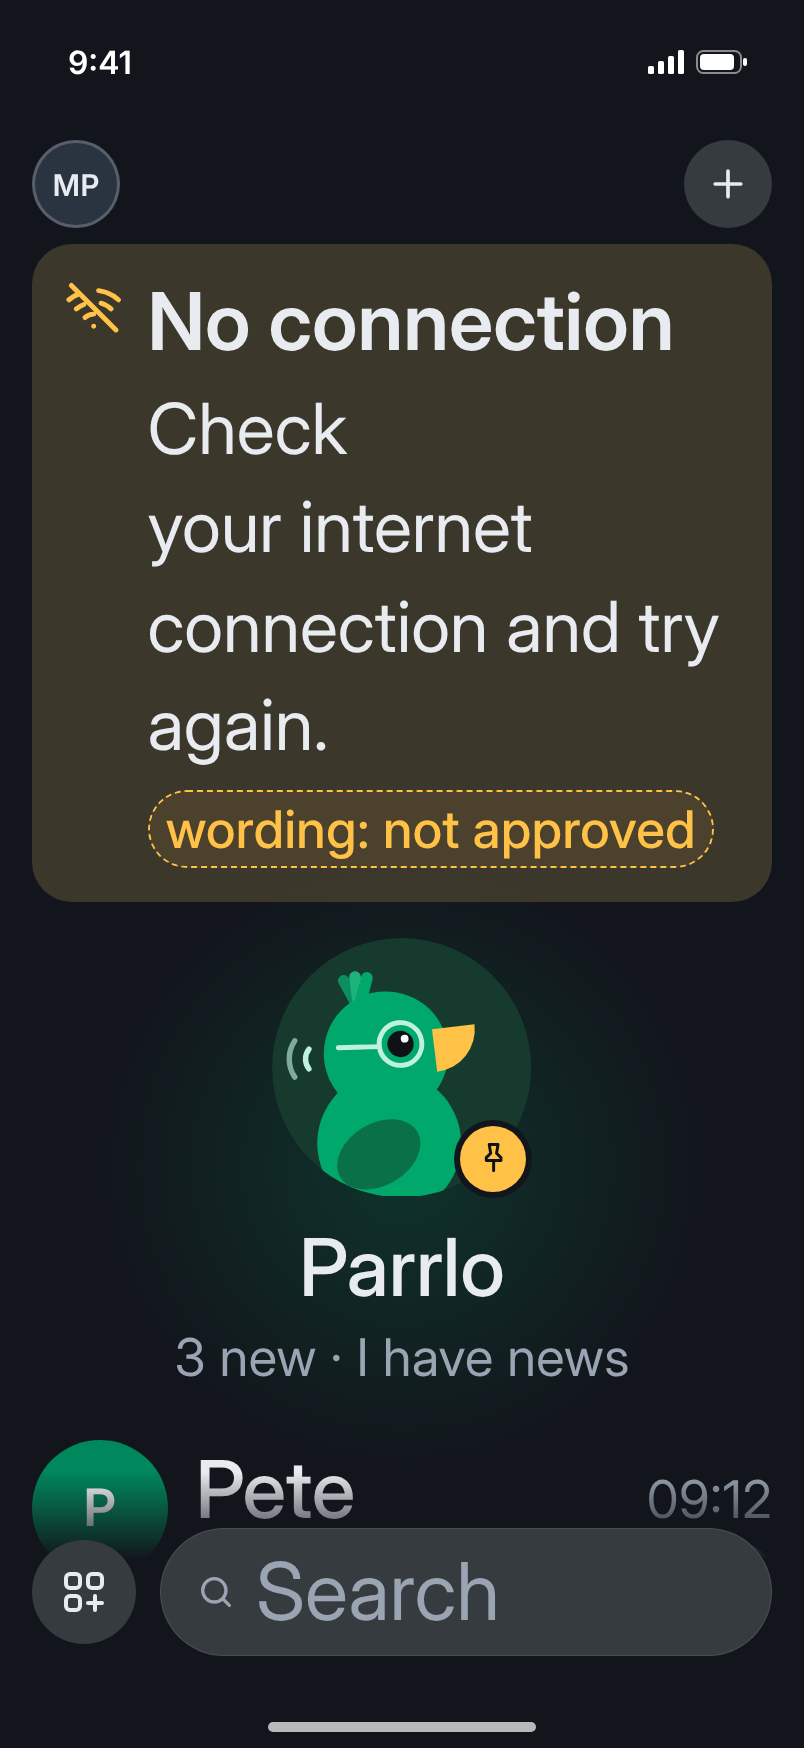 9:41
MP
No connection
Check
your internet
connection and try
again.
wording: not approved
Parrlo
3 new · I have news
P
Pete
09:12
Search